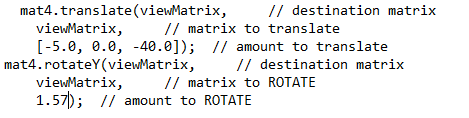 mat4.translate(viewMatrix,     // destination matrix
    viewMatrix,     // matrix to translate
    [-5.0, 0.0, -40.0]);  // amount to translate
mat4.rotateY(viewMatrix,     // destination matrix
    viewMatrix,     // matrix to ROTATE
    1.57);  // amount to ROTATE